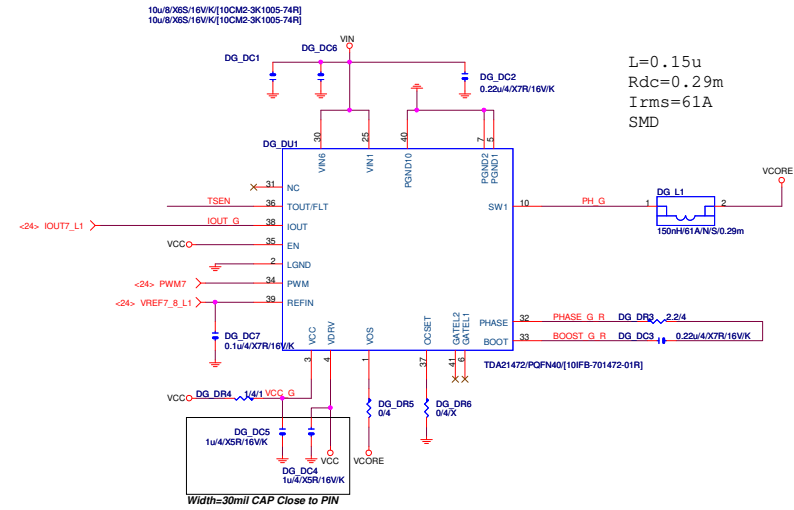 10u/8/X6S/16V/K/[10CM2-3K1005-74R]
10u/8/X6S/16V/K/[10CM2-3K1005-74R]
VIN
DG_DC1
DG_DC6
DG_DC2
0.22u/4/X7R/16V/K
L=0.15u
Rdc=0.29m
Irms=61A
SMD
DG_DU1
30
25
40
7
5
VIN6
VIN1
PGND10
PGND2
PGND1
31
NC
TSEN
36
TOUT/FLT
<24> IOUT7_L1
IOUT_G
38
IOUT
VCC
35
EN
2
LGND
<24> PWM7
34
PWM
<24> VREF7_8_L1
39
REFIN
SW1
10
PH_G
1
DG_L1
2
150nH/61A/N/S/0.29m
VCORE
PHASE
32
PHASE_G_R
DG_DR3
2.2/4
BOOT
33
BOOST_G_R
DG_DC3
0.22u/4/X7R/16V/K
DG_DC7
0.1u/4/X7R/16V/K
VCC
VDRV
VOS
OCSET
GATEL2
GATEL1
3
4
1
37
41
6
TDA21472/PQFN40/[10IFB-701472-01R]
VCC
DG_DR4
1/4/1
VCC_G
DG_DR5
0/4
DG_DR6
0/4/X
DG_DC5
1u/4/X5R/16V/K
DG_DC4
1u/4/X5R/16V/K
VCC
VCORE
Width=30mil CAP Close to PIN